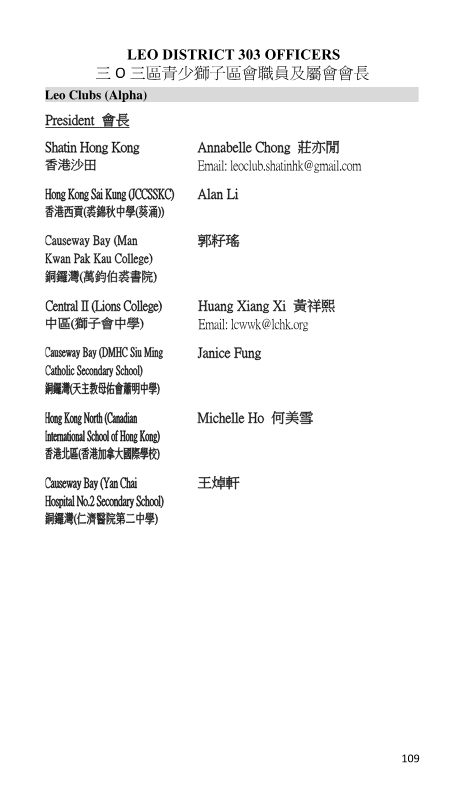 LEO DISTRICT 303 OFFICERS
三 O 三區青少獅子區會職員及屬會會長
Leo Clubs (Alpha)
President 會長
Shatin Hong Kong Annabelle Chong 莊亦閒
香港沙田 Email: leoclub.shatinhk@gmail.com
Hong Kong Sai Kung (JCCSSKC) Alan Li
香港西貢(裘錦秋中學(葵涌))
Causeway Bay (Man 郭籽瑤
Kwan Pak Kau College)
銅鑼灣(萬鈞伯裘書院)
Central II (Lions College) Huang Xiang Xi 黃祥熙
中區(獅子會中學) Email: lcwwk@lchk.org
Causeway Bay (DMHC Siu Ming Janice Fung
Catholic Secondary School)
銅鑼灣(天主教母佑會蕭明中學)
Hong Kong North (Canadian Michelle Ho 何美雪
International School of Hong Kong)
香港北區(香港加拿大國際學校)
Causeway Bay (Yan Chai 王焯軒
Hospital No.2 Secondary School)
銅鑼灣(仁濟醫院第二中學)
109